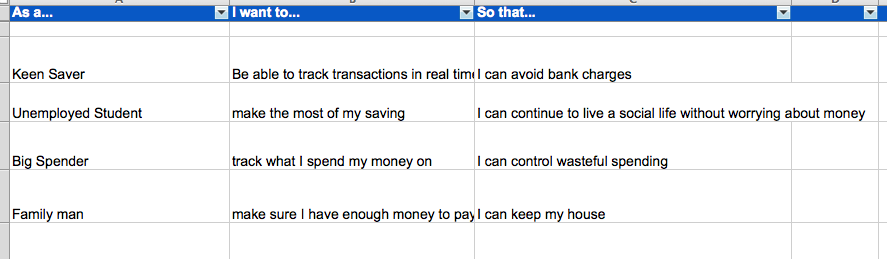 As a... I want to... So that...
Keen Saver Be able to track transactions in real time I can avoid bank charges
Unemployed Student make the most of my saving I can continue to live a social life without worrying about money
Big Spender track what I spend my money on I can control wasteful spending
Family man make sure I have enough money to pay I can keep my house